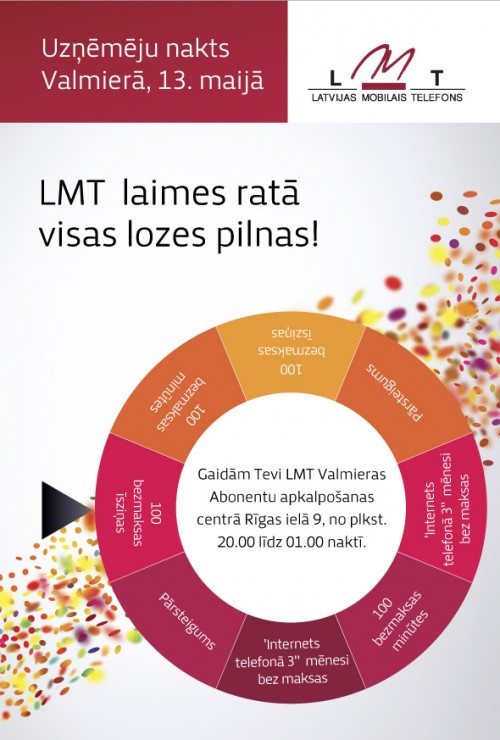 Uzņēmēju nakts
Valmierā, 13. maijā
L M T
LATVIJAS MOBILAIS TELEFONS
LMT laimes ratā
visas lozes pilnas!
100
bezmaksas
īsziņas
Pārsteigums
"Internets
telefonā 3" mēnesi
bez maksas
100
bezmaksas
minūtes
'Internets
telefonā 3" mēnesi
bez maksas
Pārsteigums
100
bezmaksas
īsziņas
100
bezmaksas
minūtes
Gaidām Tevi LMT Valmieras
Abonentu apkalpošanas
centrā Rīgas ielā 9, no plkst.
20.00 līdz 01.00 naktī.